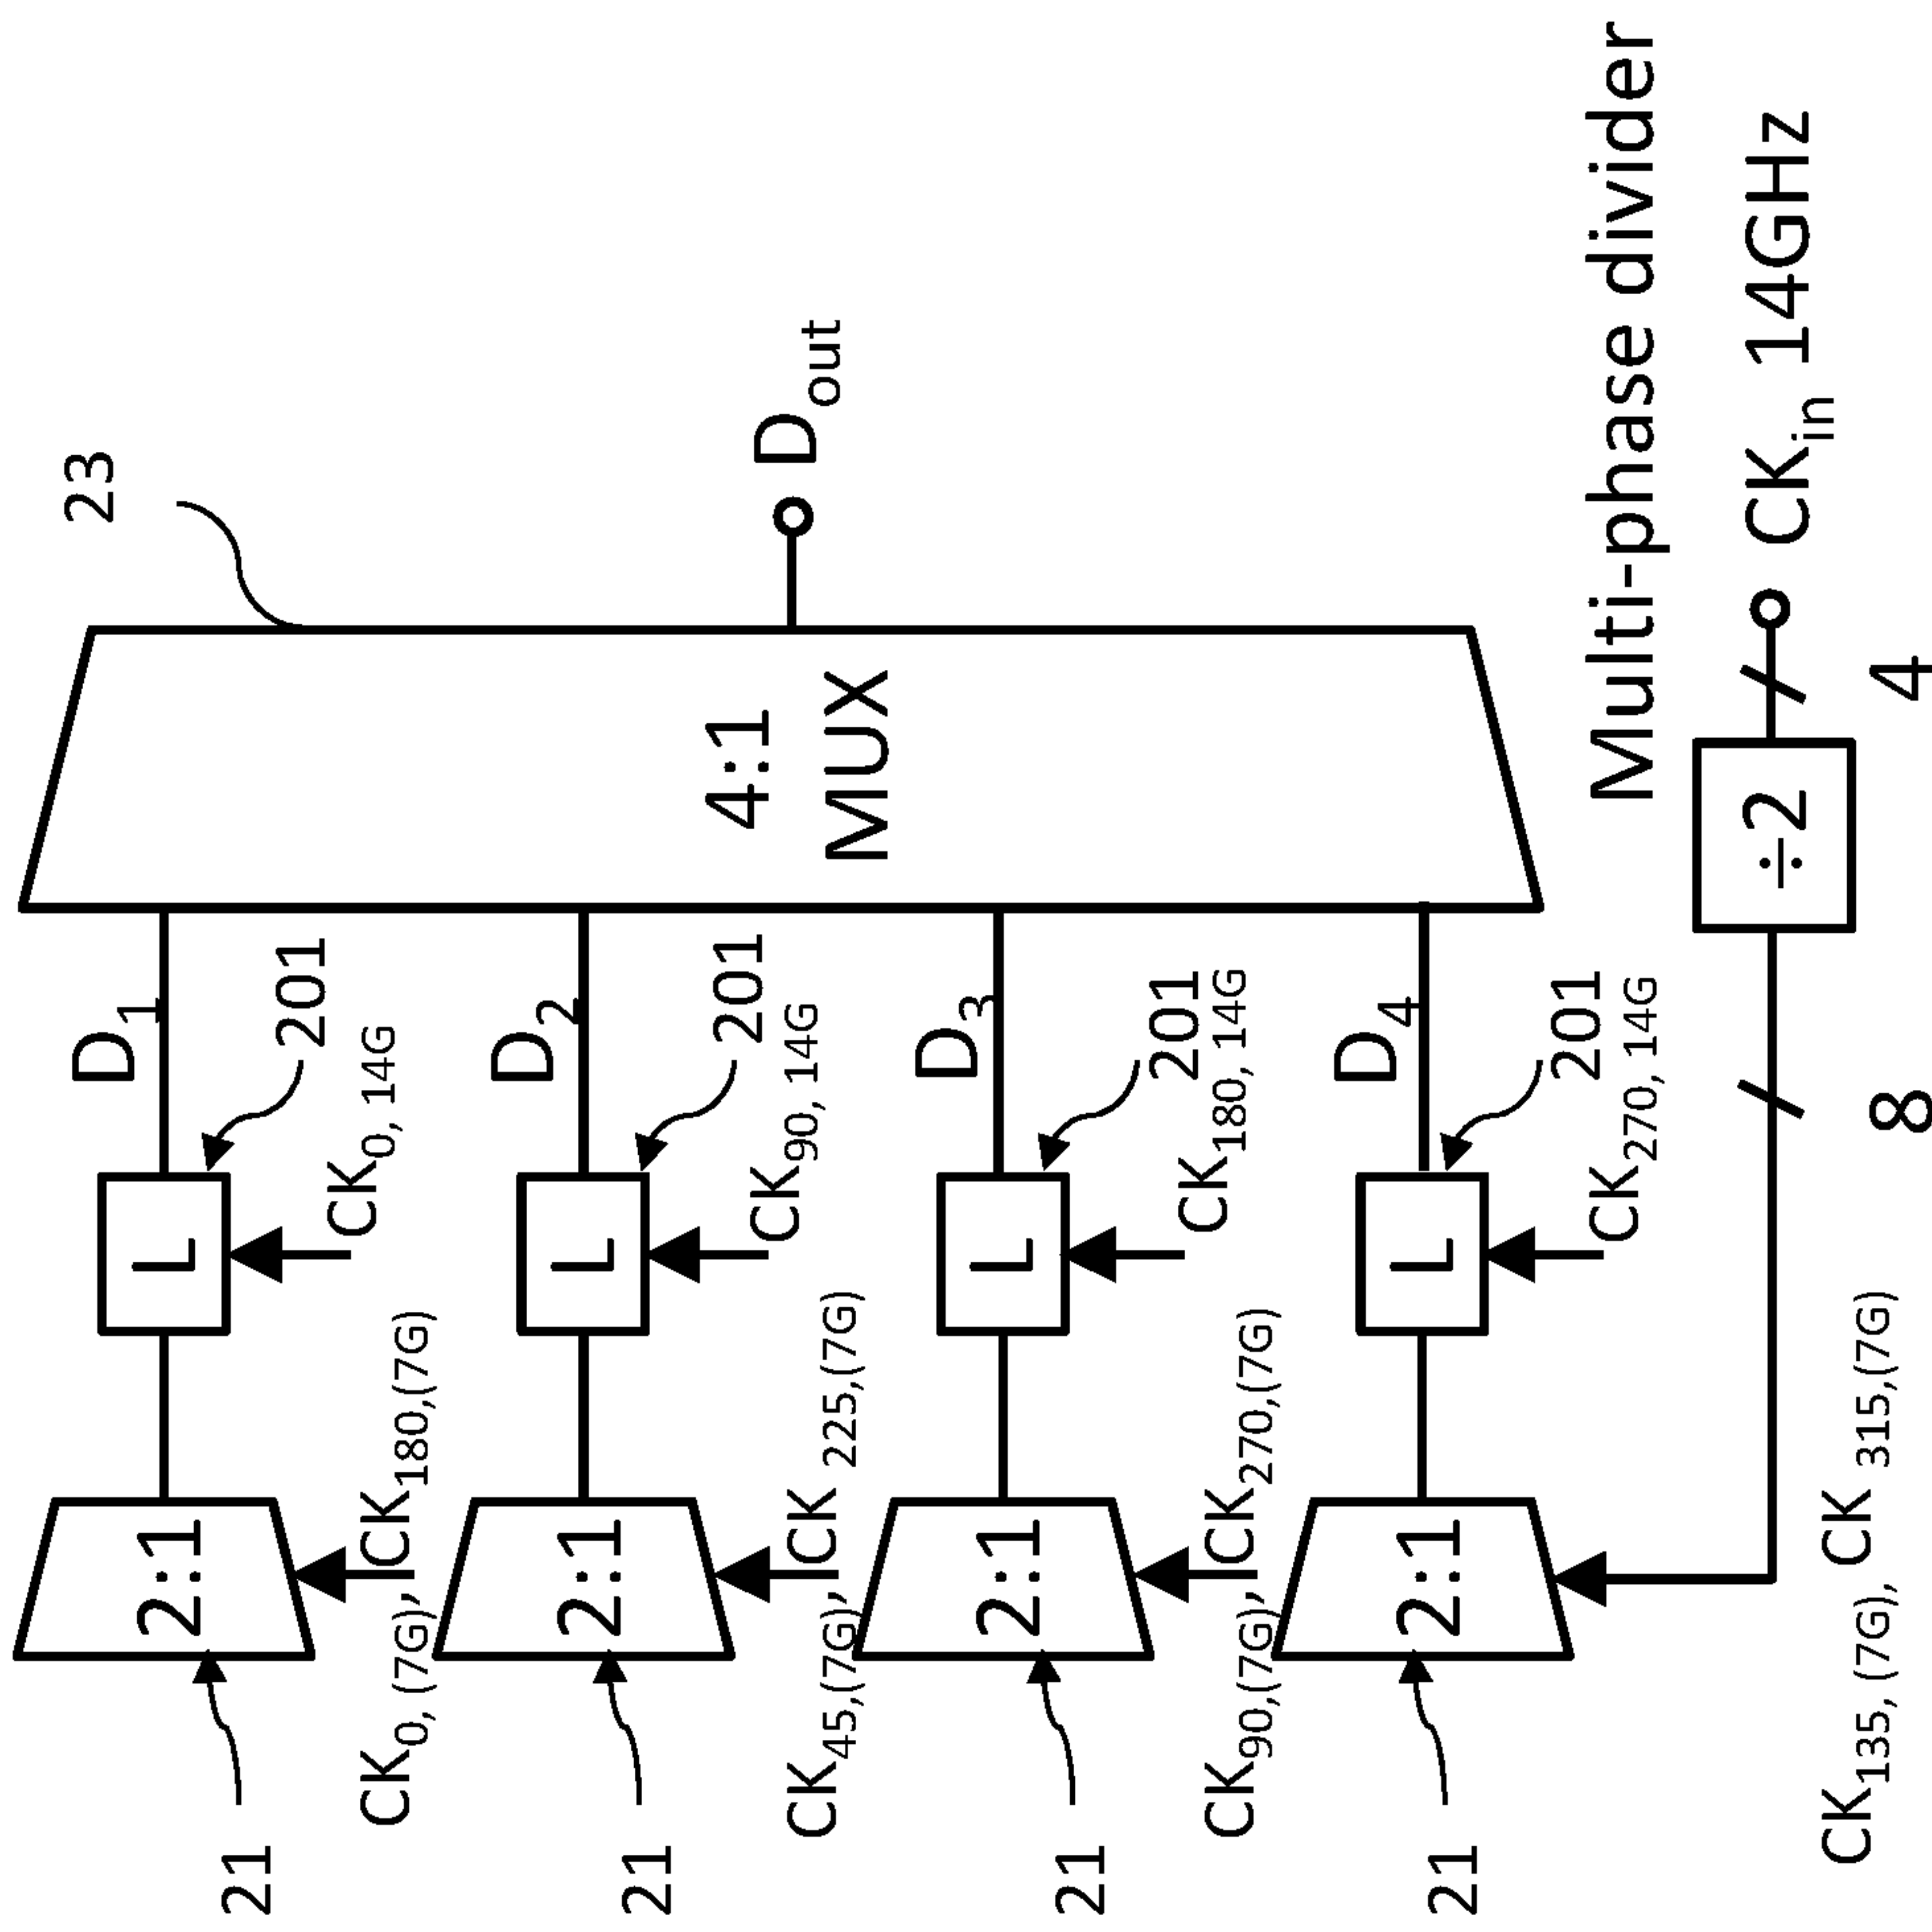 23
D1
201
L
CK0, 14G
2:1
CK0, (7G), CK180,(7G)
21
D2
201
L
CK90, 14G
2:1
CK45,(7G), CK 225,(7G)
21
4:1
MUX
Dout
D3
201
L
CK180, 14G
2:1
CK90,(7G), CK270,(7G)
21
D4
201
L
CK270, 14G
2:1
21
Multi-phase divider
CKin 14GHz
÷2
4
8
CK135, (7G), CK 315,(7G)